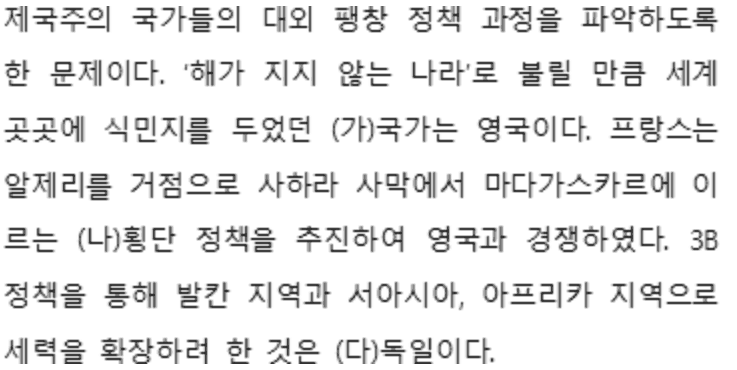 제국주의 국가들의 대외 팽창 정책 과정을 파악하도록
한 문제이다. '해가 지지 않는 나라'로 불릴 만큼 세계
곳곳에 식민지를 두었던 (가)국가는 영국이다. 프랑스는
알제리를 거점으로 사하라 사막에서 마다가스카르에 이
르는 (나)횡단 정책을 추진하여 영국과 경쟁하였다. 3B
정책을 통해 발칸 지역과 서아시아, 아프리카 지역으로
세력을 확장하려 한 것은 (다)독일이다.